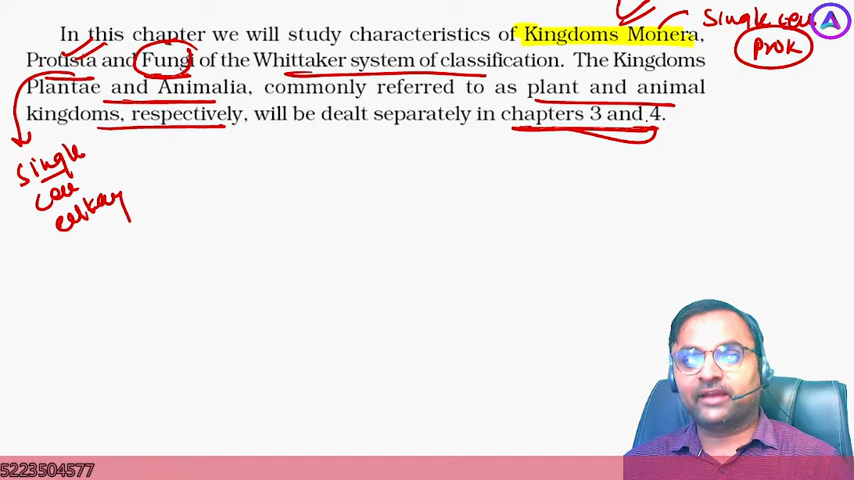 Single cell
Prok
In this chapter we will study characteristics of Kingdoms Monera,
Protista and Fungi of the Whittaker system of classification. The Kingdoms
Plantae and Animalia, commonly referred to as plant and animal
kingdoms, respectively, will be dealt separately in chapters 3 and 4.
Single
cell
5223504577